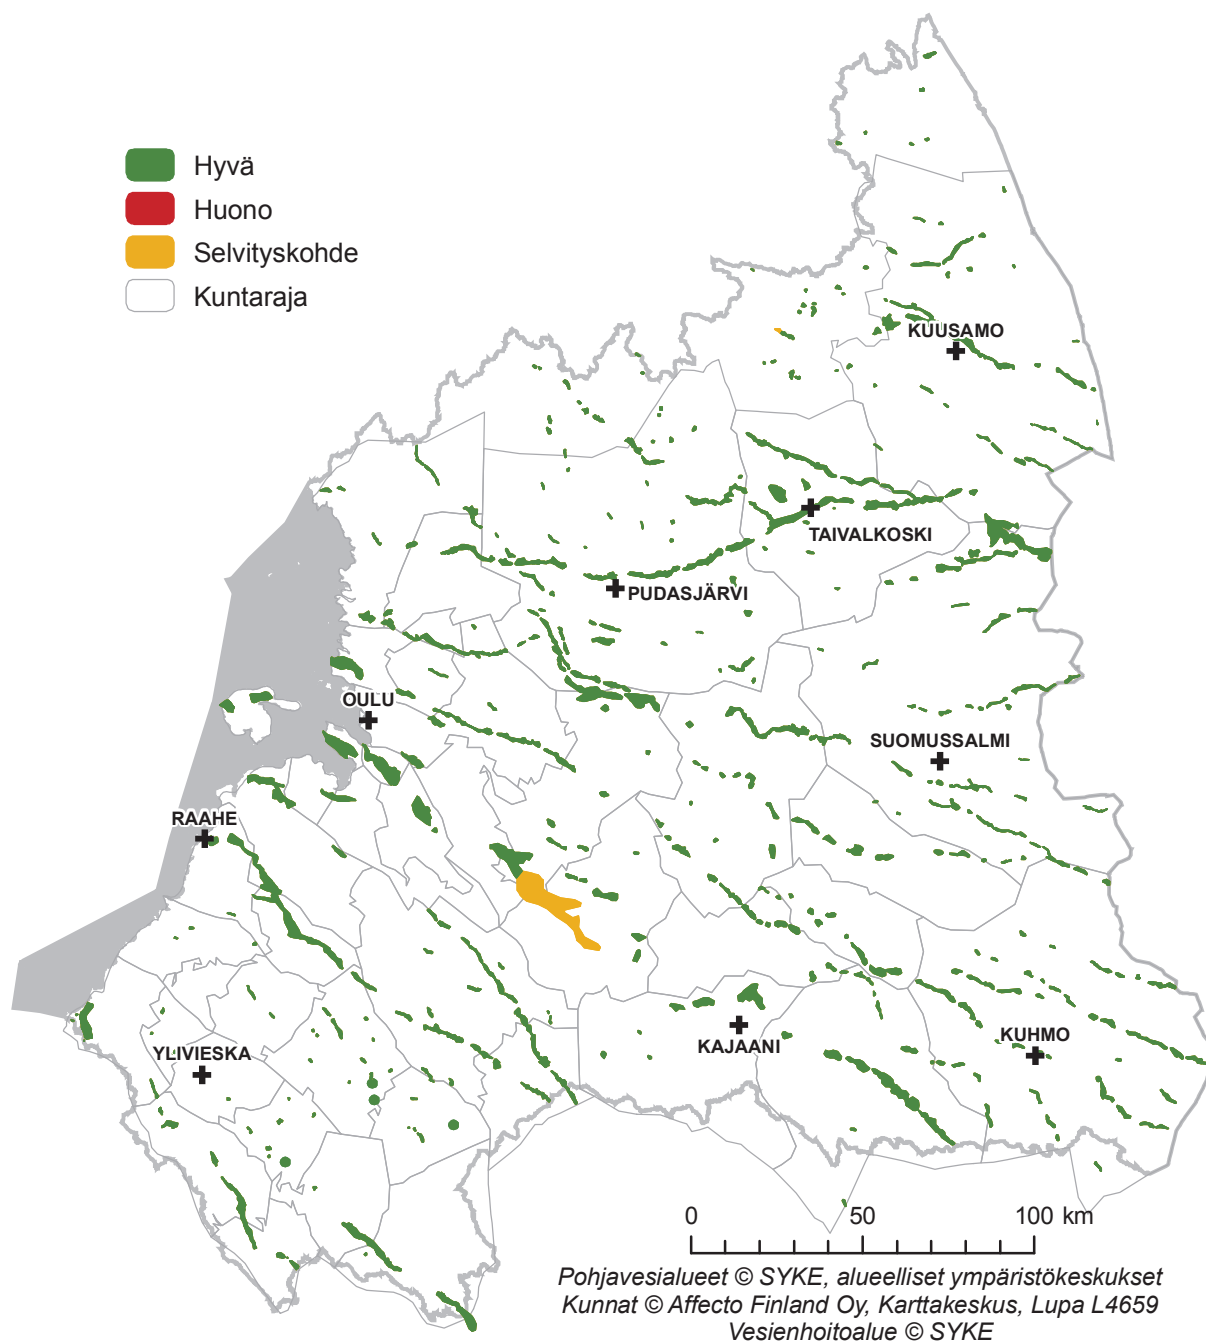 Hyvä
Huono
Selvityskohde
Kuntaraja
KUUSAMO
TAIVALKOSKI
PUDASJÄRVI
OULU
SUOMUSSALMI
RAAHE
KAJAANI
KUHMO
YLIVIESKA
0 50 100 km
Pohjavesialueet © SYKE, alueelliset ympäristökeskukset
Kunnat © Affecto Finland Oy, Karttakeskus, Lupa L4659
Vesienhoitoalue © SYKE